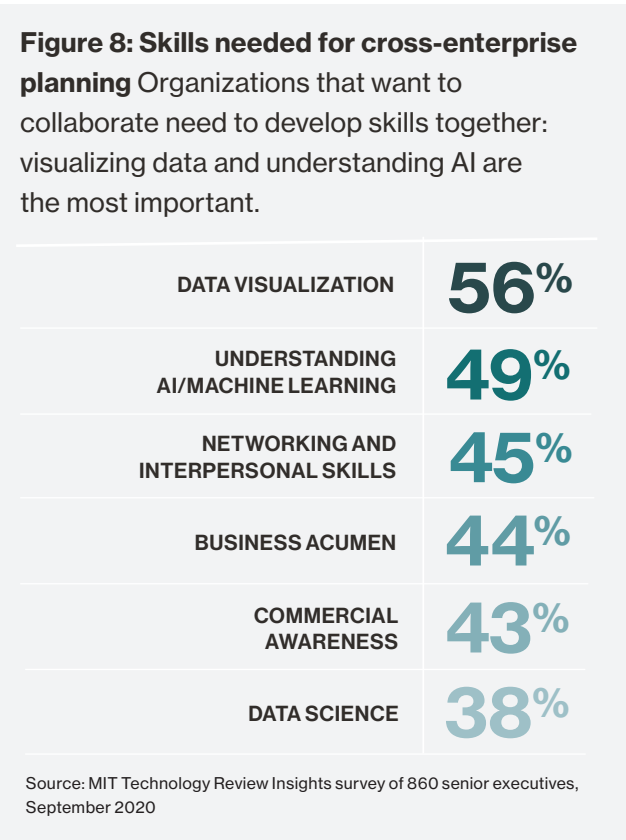 Figure 8: Skills needed for cross-enterprise
planning Organizations that want to
collaborate need to develop skills together:
visualizing data and understanding AI are
the most important.
DATA VISUALIZATION 56%
UNDERSTANDING
AI/MACHINE LEARNING 49%
NETWORKING AND
INTERPERSONAL SKILLS 45%
BUSINESS ACUMEN 44%
COMMERCIAL
AWARENESS 43%
DATA SCIENCE 38%
Source: MIT Technology Review Insights survey of 860 senior executives,
September 2020